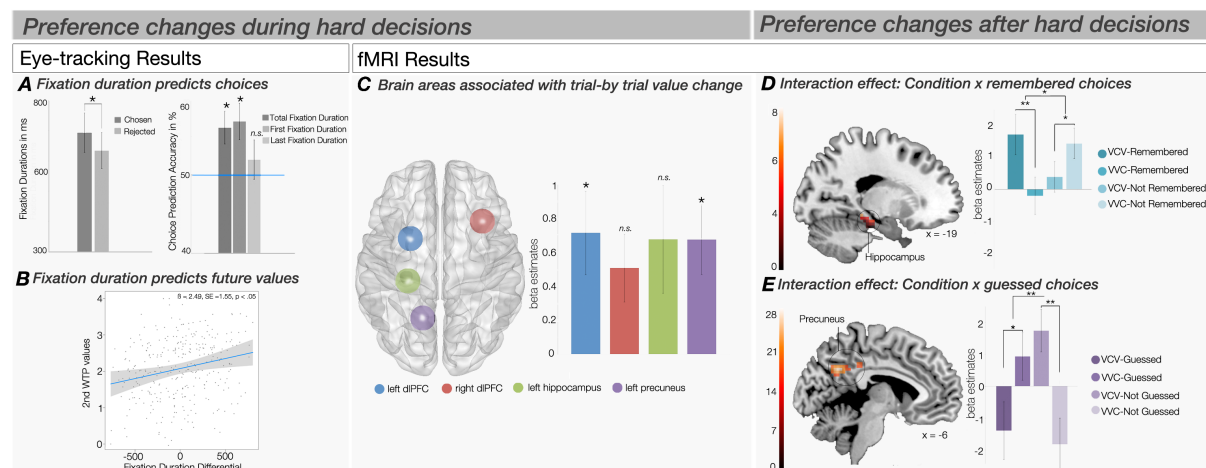 Preference changes during hard decisions
Preference changes after hard decisions
Eye-tracking Results
fMRI Results
A Fixation duration predicts choices
800
600
300
Fixation Durations in ms
*
Chosen
Rejected
60
50
40
Choice Prediction Accuracy in %
* *
n.s.
Total Fixation Duration
First Fixation Duration
Last Fixation Duration
B Fixation duration predicts future values
4
3
2
1
0
2nd WTP values
ß = 2.49, SE =1.55, p < .05
-500 0 500
Fixation Duration Differential
C Brain areas associated with trial-by trial value change
1
0.8
0.6
0.4
0.2
0
beta estimates
*
n.s.
n.s.
*
left dlPFC right dlPFC left hippocampus left precuneus
D Interaction effect: Condition x remembered choices
8
6
4
0
Hippocampus
x = -19
2
1
0
-1
-2
beta estimates
*
**
*
VCV-Remembered
VVC-Remembered
VCV-Not Remembered
VVC-Not Remembered
E Interaction effect: Condition x guessed choices
28
21
14
7
0
Precuneus
x = -6
2
1
0
-1
-2
beta estimates
**
*
**
VCV-Guessed
VVC-Guessed
VCV-Not Guessed
VVC-Not Guessed